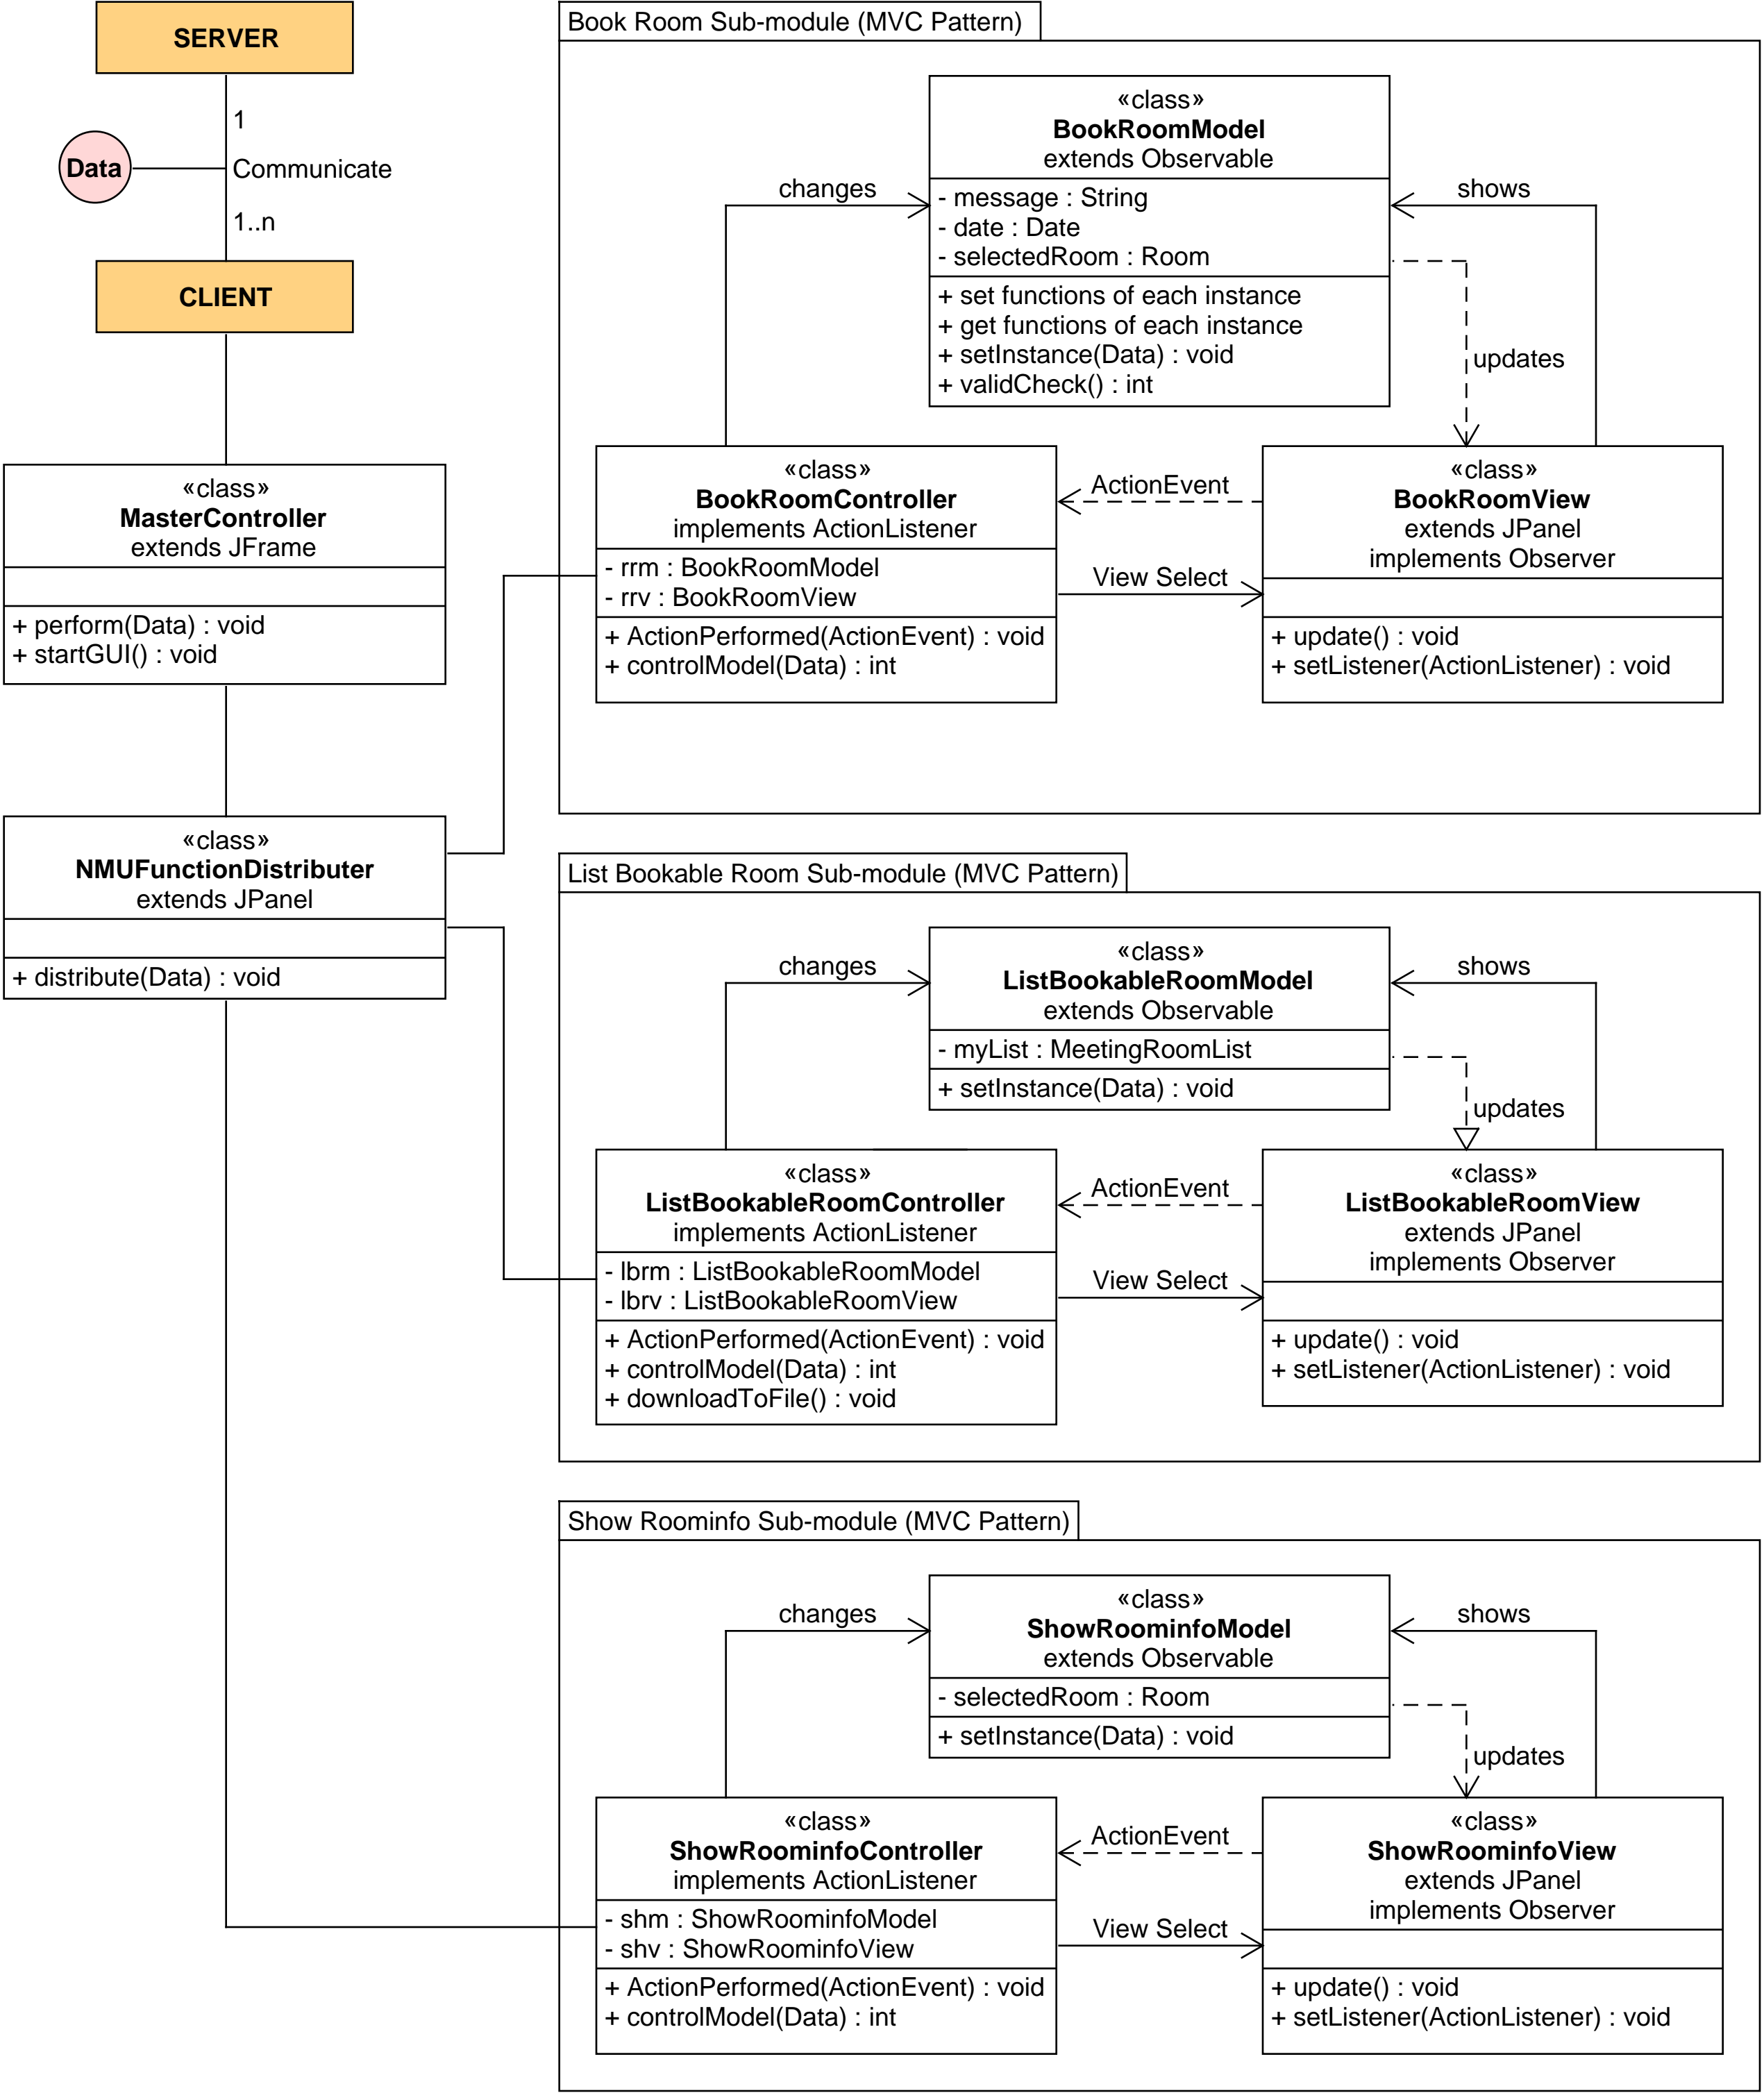 SERVER
1
Data
Communicate
1..n
CLIENT
«class»
MasterController
extends JFrame
+ perform(Data) : void
+ startGUI() : void
«class»
NMUFunctionDistributer
extends JPanel
+ distribute(Data) : void
Book Room Sub-module (MVC Pattern)
«class»
BookRoomModel
extends Observable
- message : String
- date : Date
- selectedRoom : Room
+ set functions of each instance
+ get functions of each instance
+ setInstance(Data) : void
+ validCheck() : int
changes
shows
updates
«class»
BookRoomController
implements ActionListener
- rrm : BookRoomModel
- rrv : BookRoomView
+ ActionPerformed(ActionEvent) : void
+ controlModel(Data) : int
ActionEvent
View Select
«class»
BookRoomView
extends JPanel
implements Observer
+ update() : void
+ setListener(ActionListener) : void
List Bookable Room Sub-module (MVC Pattern)
«class»
ListBookableRoomModel
extends Observable
- myList : MeetingRoomList
+ setInstance(Data) : void
changes
shows
updates
«class»
ListBookableRoomController
implements ActionListener
- lbrm : ListBookableRoomModel
- lbrv : ListBookableRoomView
+ ActionPerformed(ActionEvent) : void
+ controlModel(Data) : int
+ downloadToFile() : void
ActionEvent
View Select
«class»
ListBookableRoomView
extends JPanel
implements Observer
+ update() : void
+ setListener(ActionListener) : void
Show Roominfo Sub-module (MVC Pattern)
«class»
ShowRoominfoModel
extends Observable
- selectedRoom : Room
+ setInstance(Data) : void
changes
shows
updates
«class»
ShowRoominfoController
implements ActionListener
- shm : ShowRoominfoModel
- shv : ShowRoominfoView
+ ActionPerformed(ActionEvent) : void
+ controlModel(Data) : int
ActionEvent
View Select
«class»
ShowRoominfoView
extends JPanel
implements Observer
+ update() : void
+ setListener(ActionListener) : void